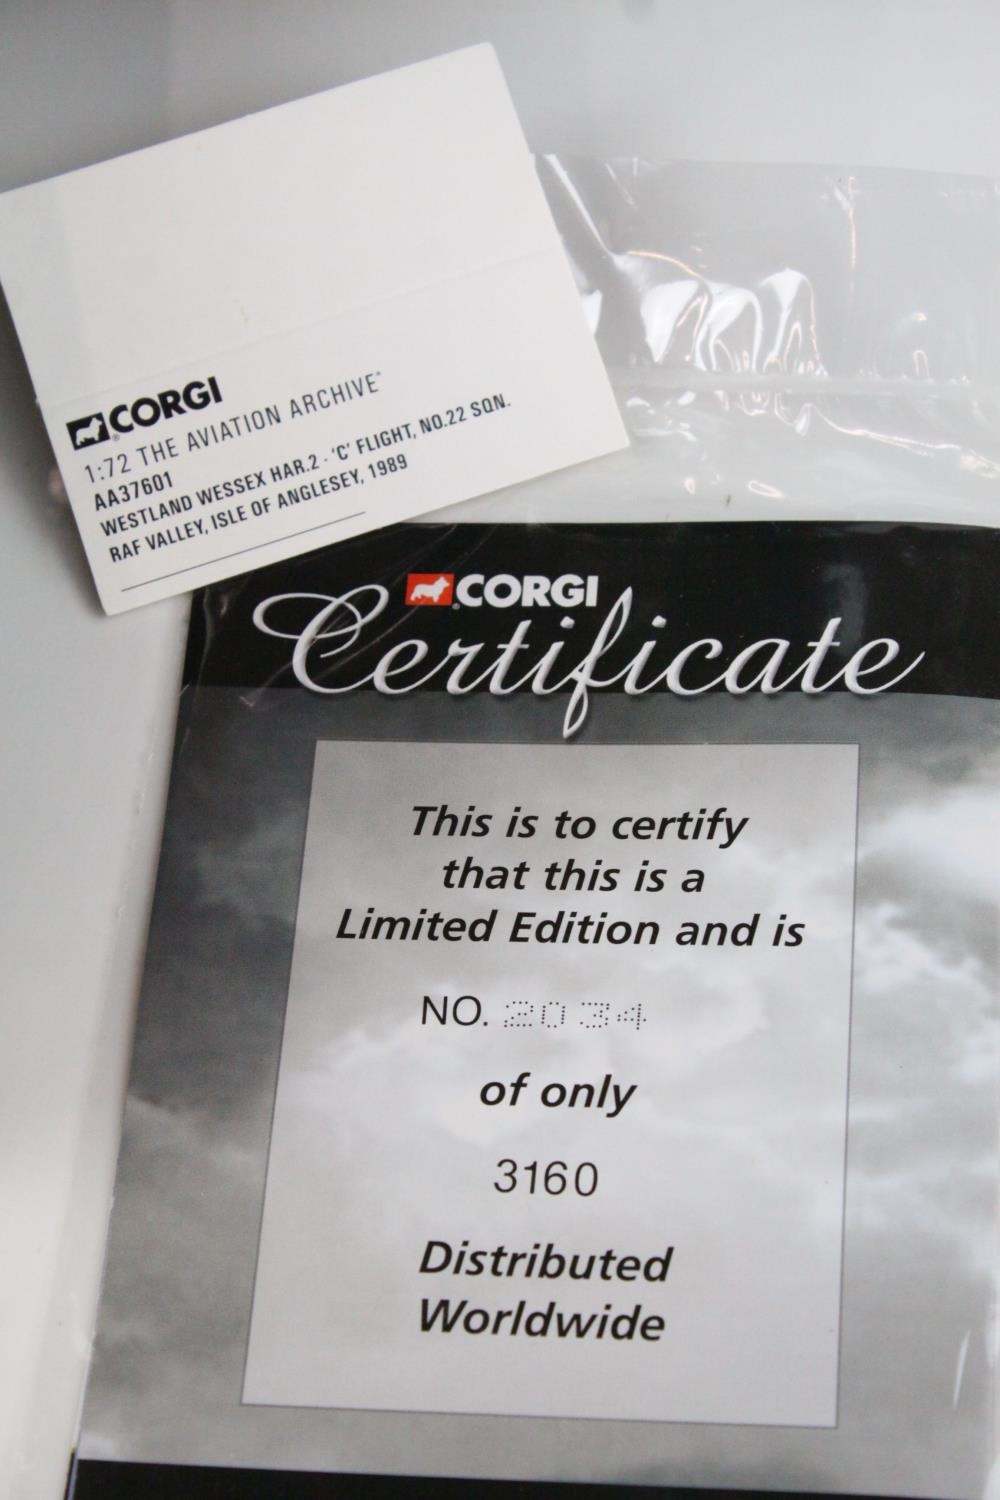 CORGI
1:72 THE AVIATION ARCHIVE
AA37601
WESTLAND WESSEX HAR.2 - 'C' FLIGHT, NO.22 SQN.
RAF VALLEY, ISLE OF ANGLESEY, 1989
CORGI
Certificate
This is to certify
that this is a
Limited Edition and is
NO. 2034
of only
3160
Distributed
Worldwide